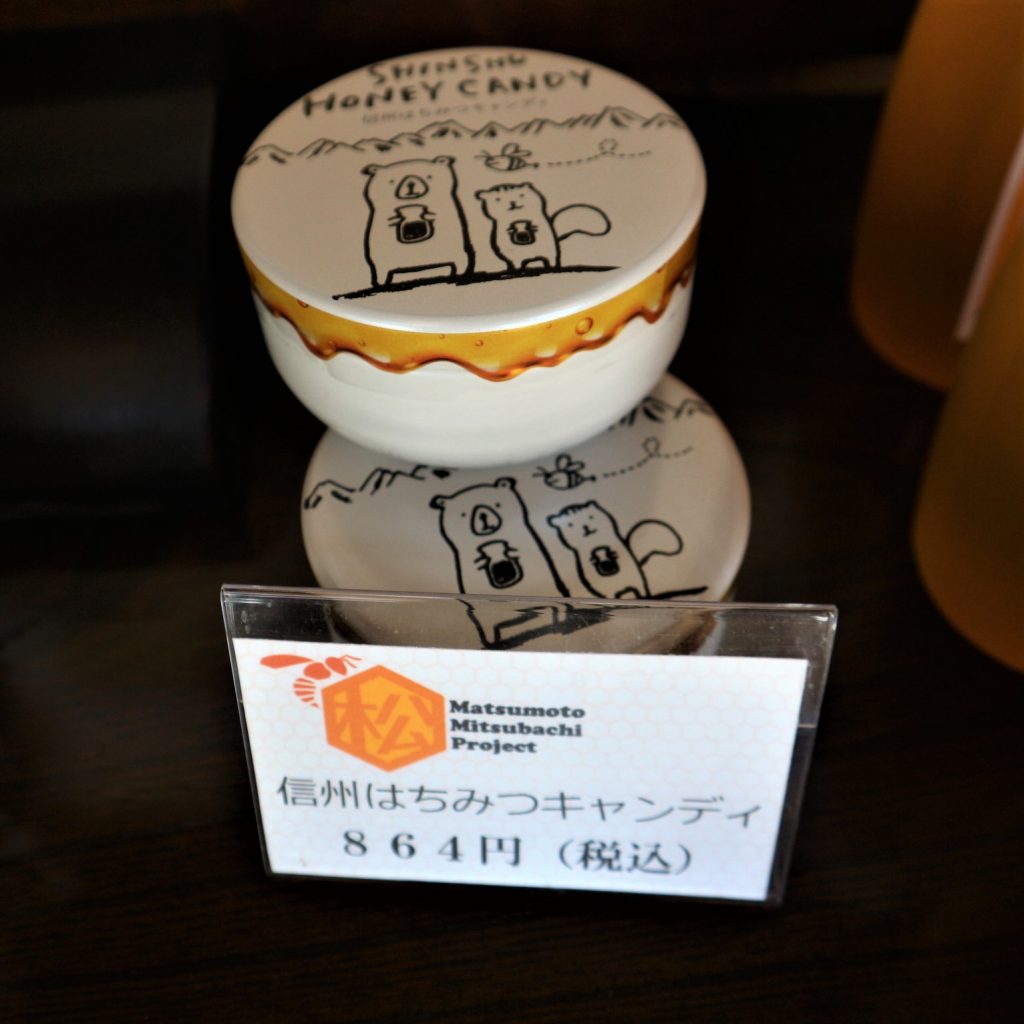 SHINSHU
HONEY CANDY
信州はちみつキャンディ
松
Matsumoto
Mitsubachi
Project
信州はちみつキャンディ
８６４円（税込）